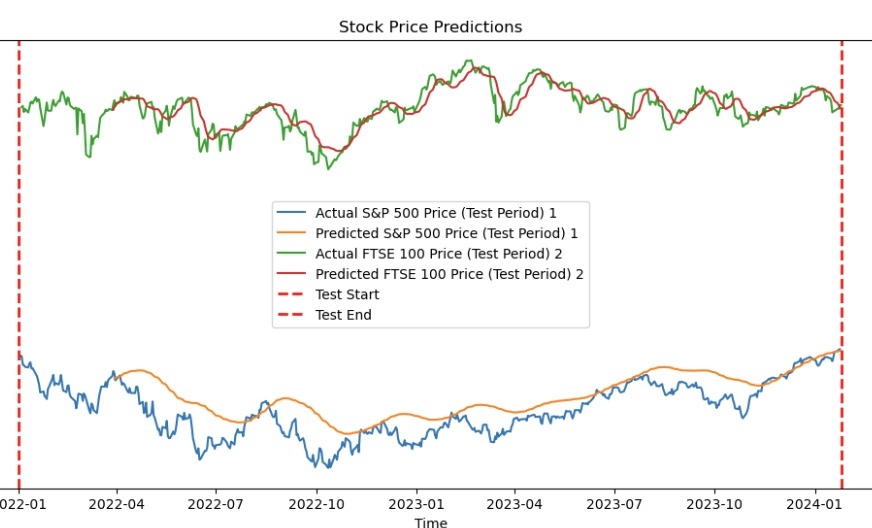 Stock Price Predictions
Actual S&P 500 Price (Test Period) 1
Predicted S&P 500 Price (Test Period) 1
Actual FTSE 100 Price (Test Period) 2
Predicted FTSE 100 Price (Test Period) 2
Test Start
Test End
022-01 2022-04 2022-07 2022-10 2023-01 2023-04 2023-07 2023-10 2024-01
Time